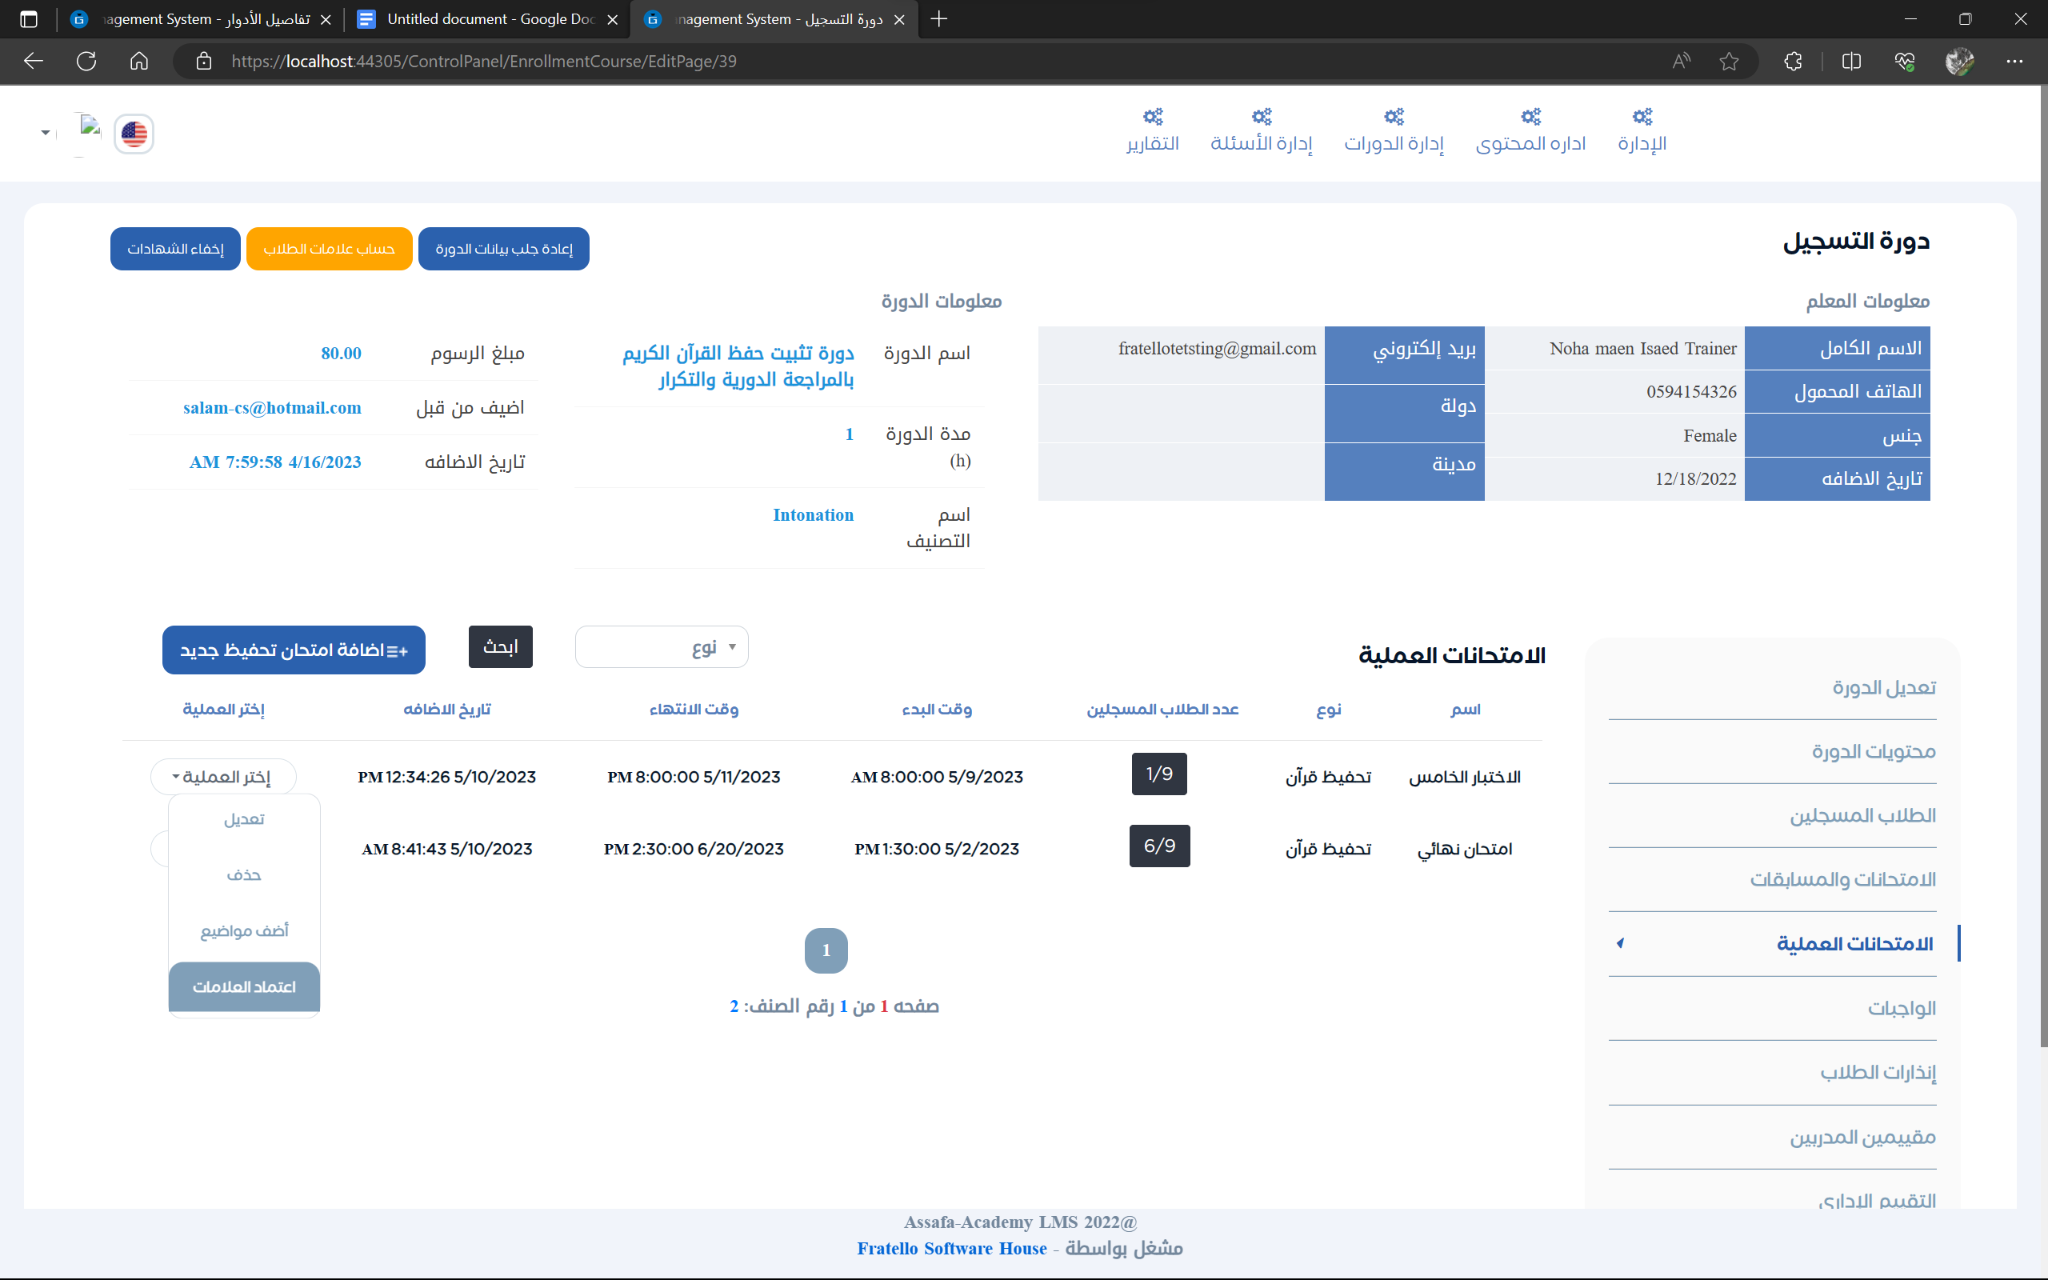 nagement System - تفاصيل الأدوار
Untitled document - Google Doc
nagement System - دورة التسجيل
https://localhost:44305/ControlPanel/EnrollmentCourse/EditPage/39
الإدارة
اداره المحتوى
إدارة الدورات
إدارة الأسئلة
التقارير
دورة التسجيل
إعادة جلب بيانات الدورة
حساب علامات الطلاب
إخفاء الشهادات
معلومات المعلم
الاسم الكامل Noha maen Isaed Trainer
الهاتف المحمول 0594154326
جنس Female
تاريخ الاضافه 12/18/2022
بريد إلكتروني fratellotetsting@gmail.com
دولة
مدينة
معلومات الدورة
اسم الدورة دورة تثبيت حفظ القرآن الكريم
بالمراجعة الدورية والتكرار
مدة الدورة 1
(h)
اسم Intonation
التصنيف
مبلغ الرسوم 80.00
اضيف من قبل salam-cs@hotmail.com
تاريخ الاضافه AM 7:59:58 4/16/2023
تعديل الدورة
محتويات الدورة
الطلاب المسجلين
الامتحانات والمسابقات
الامتحانات العملية
الواجبات
إنذارات الطلاب
مقييمين المدربين
التقييم الاداري
الامتحانات العملية
نوع
ابحث
اضافة امتحان تحفيظ جديد
اسم نوع عدد الطلاب المسجلين وقت البدء وقت الانتهاء تاريخ الاضافه إختر العملية
الاختبار الخامس تحفيظ قرآن 1/9 AM 8:00:00 5/9/2023 PM 8:00:00 5/11/2023 PM 12:34:26 5/10/2023 إختر العملية
امتحان نهائي تحفيظ قرآن 6/9 PM 1:30:00 5/2/2023 PM 2:30:00 6/20/2023 AM 8:41:43 5/10/2023
تعديل
حذف
أضف مواضيع
اعتماد العلامات
1
صفحه 1 من 1 رقم الصنف: 2
Assafa-Academy LMS 2022@
مشغل بواسطة - Fratello Software House